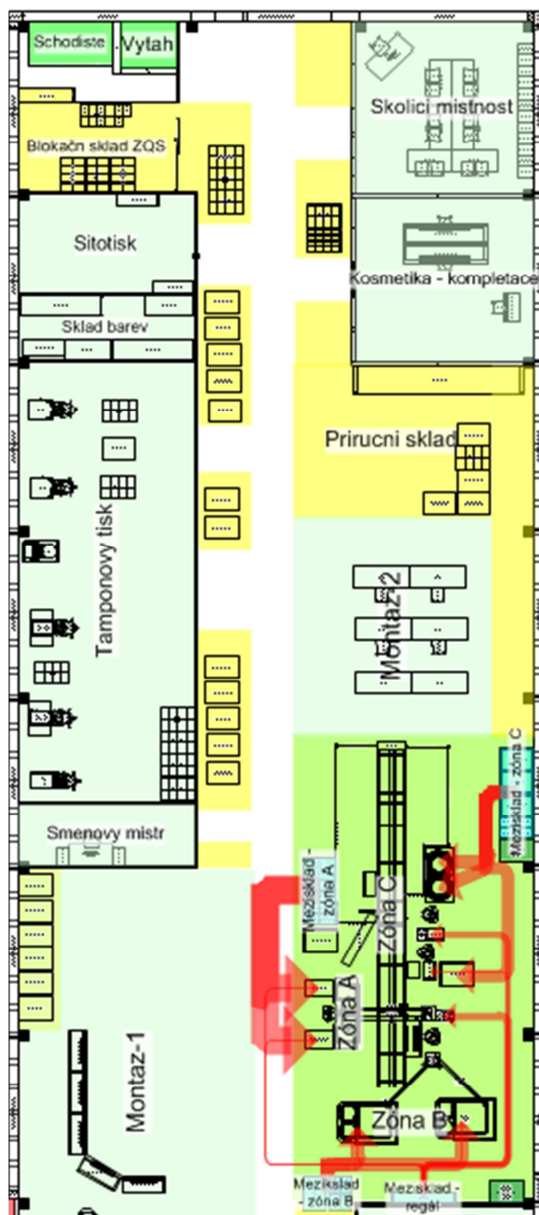 Schodiste
Vytah
Skolici mistnost
Blokačn sklad ZQS
Sitotisk
Kosmetika - kompletace
Sklad barev
Prirucni sklad
Tamponovy tisk
Montaz-2
Mezisklad - zóna C
Smenovy mistr
Mezisklad -
zóna A
Zóna C
Zóna A
Montaz-1
Zóna B
Mezikslad
- zóna B
Mezisklad -
regál